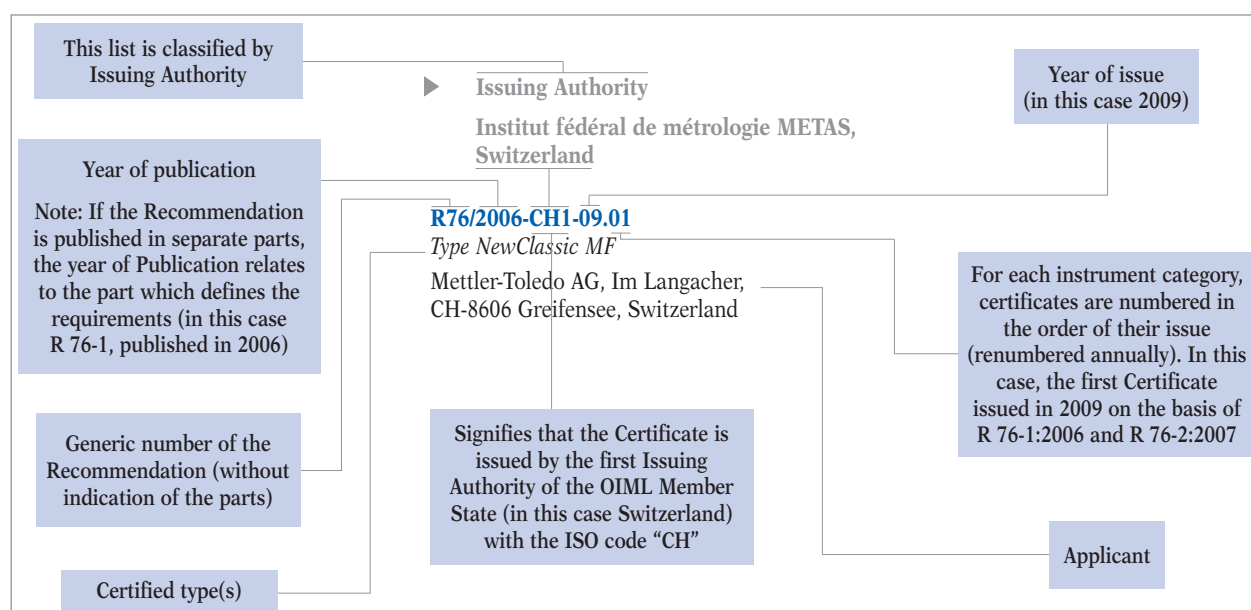 This list is classified by
Issuing Authority
Issuing Authority
Institut fédéral de métrologie METAS,
Switzerland
Year of issue
(in this case 2009)
Year of publication
Note: If the Recommendation
is published in separate parts,
the year of Publication relates
to the part which defines the
requirements (in this case
R 76-1, published in 2006)
R76/2006-CH1-09.01
Type NewClassic MF
Mettler-Toledo AG, Im Langacher,
CH-8606 Greifensee, Switzerland
For each instrument category,
certificates are numbered in
the order of their issue
(renumbered annually). In this
case, the first Certificate
issued in 2009 on the basis of
R 76-1:2006 and R 76-2:2007
Generic number of the
Recommendation (without
indication of the parts)
Signifies that the Certificate is
issued by the first Issuing
Authority of the OIML Member
State (in this case Switzerland)
with the ISO code “CH”
Applicant
Certified type(s)